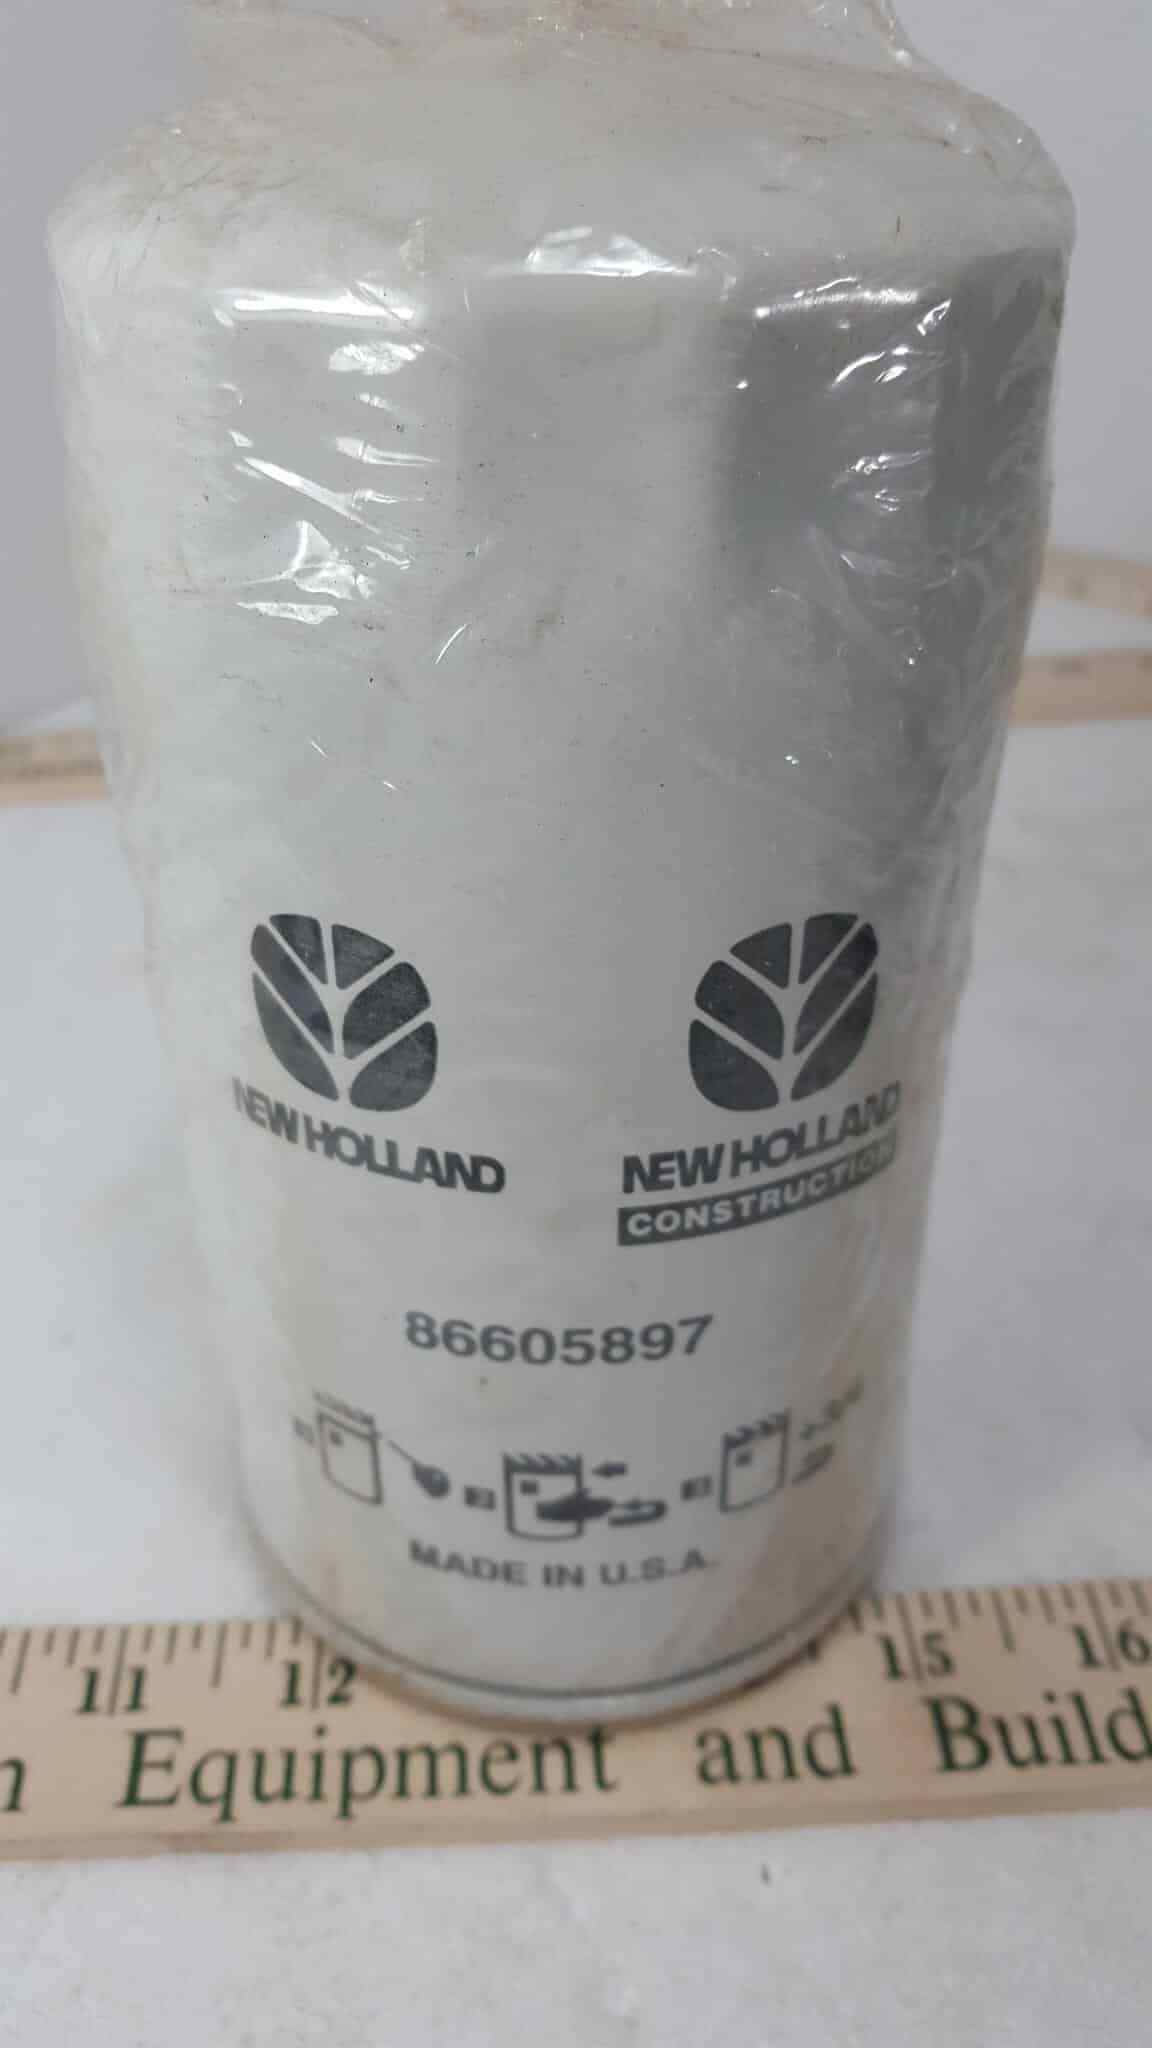 NEW HOLLAND
NEW HOLLAND
CONSTRUCTION
86605897
MADE IN U.S.A.
11 12 15 16
Equipment and Build